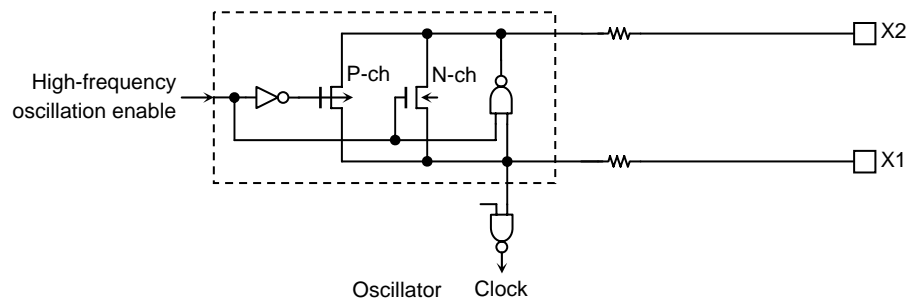 X2
P-ch
N-ch
High-frequency
oscillation enable
X1
Oscillator
Clock